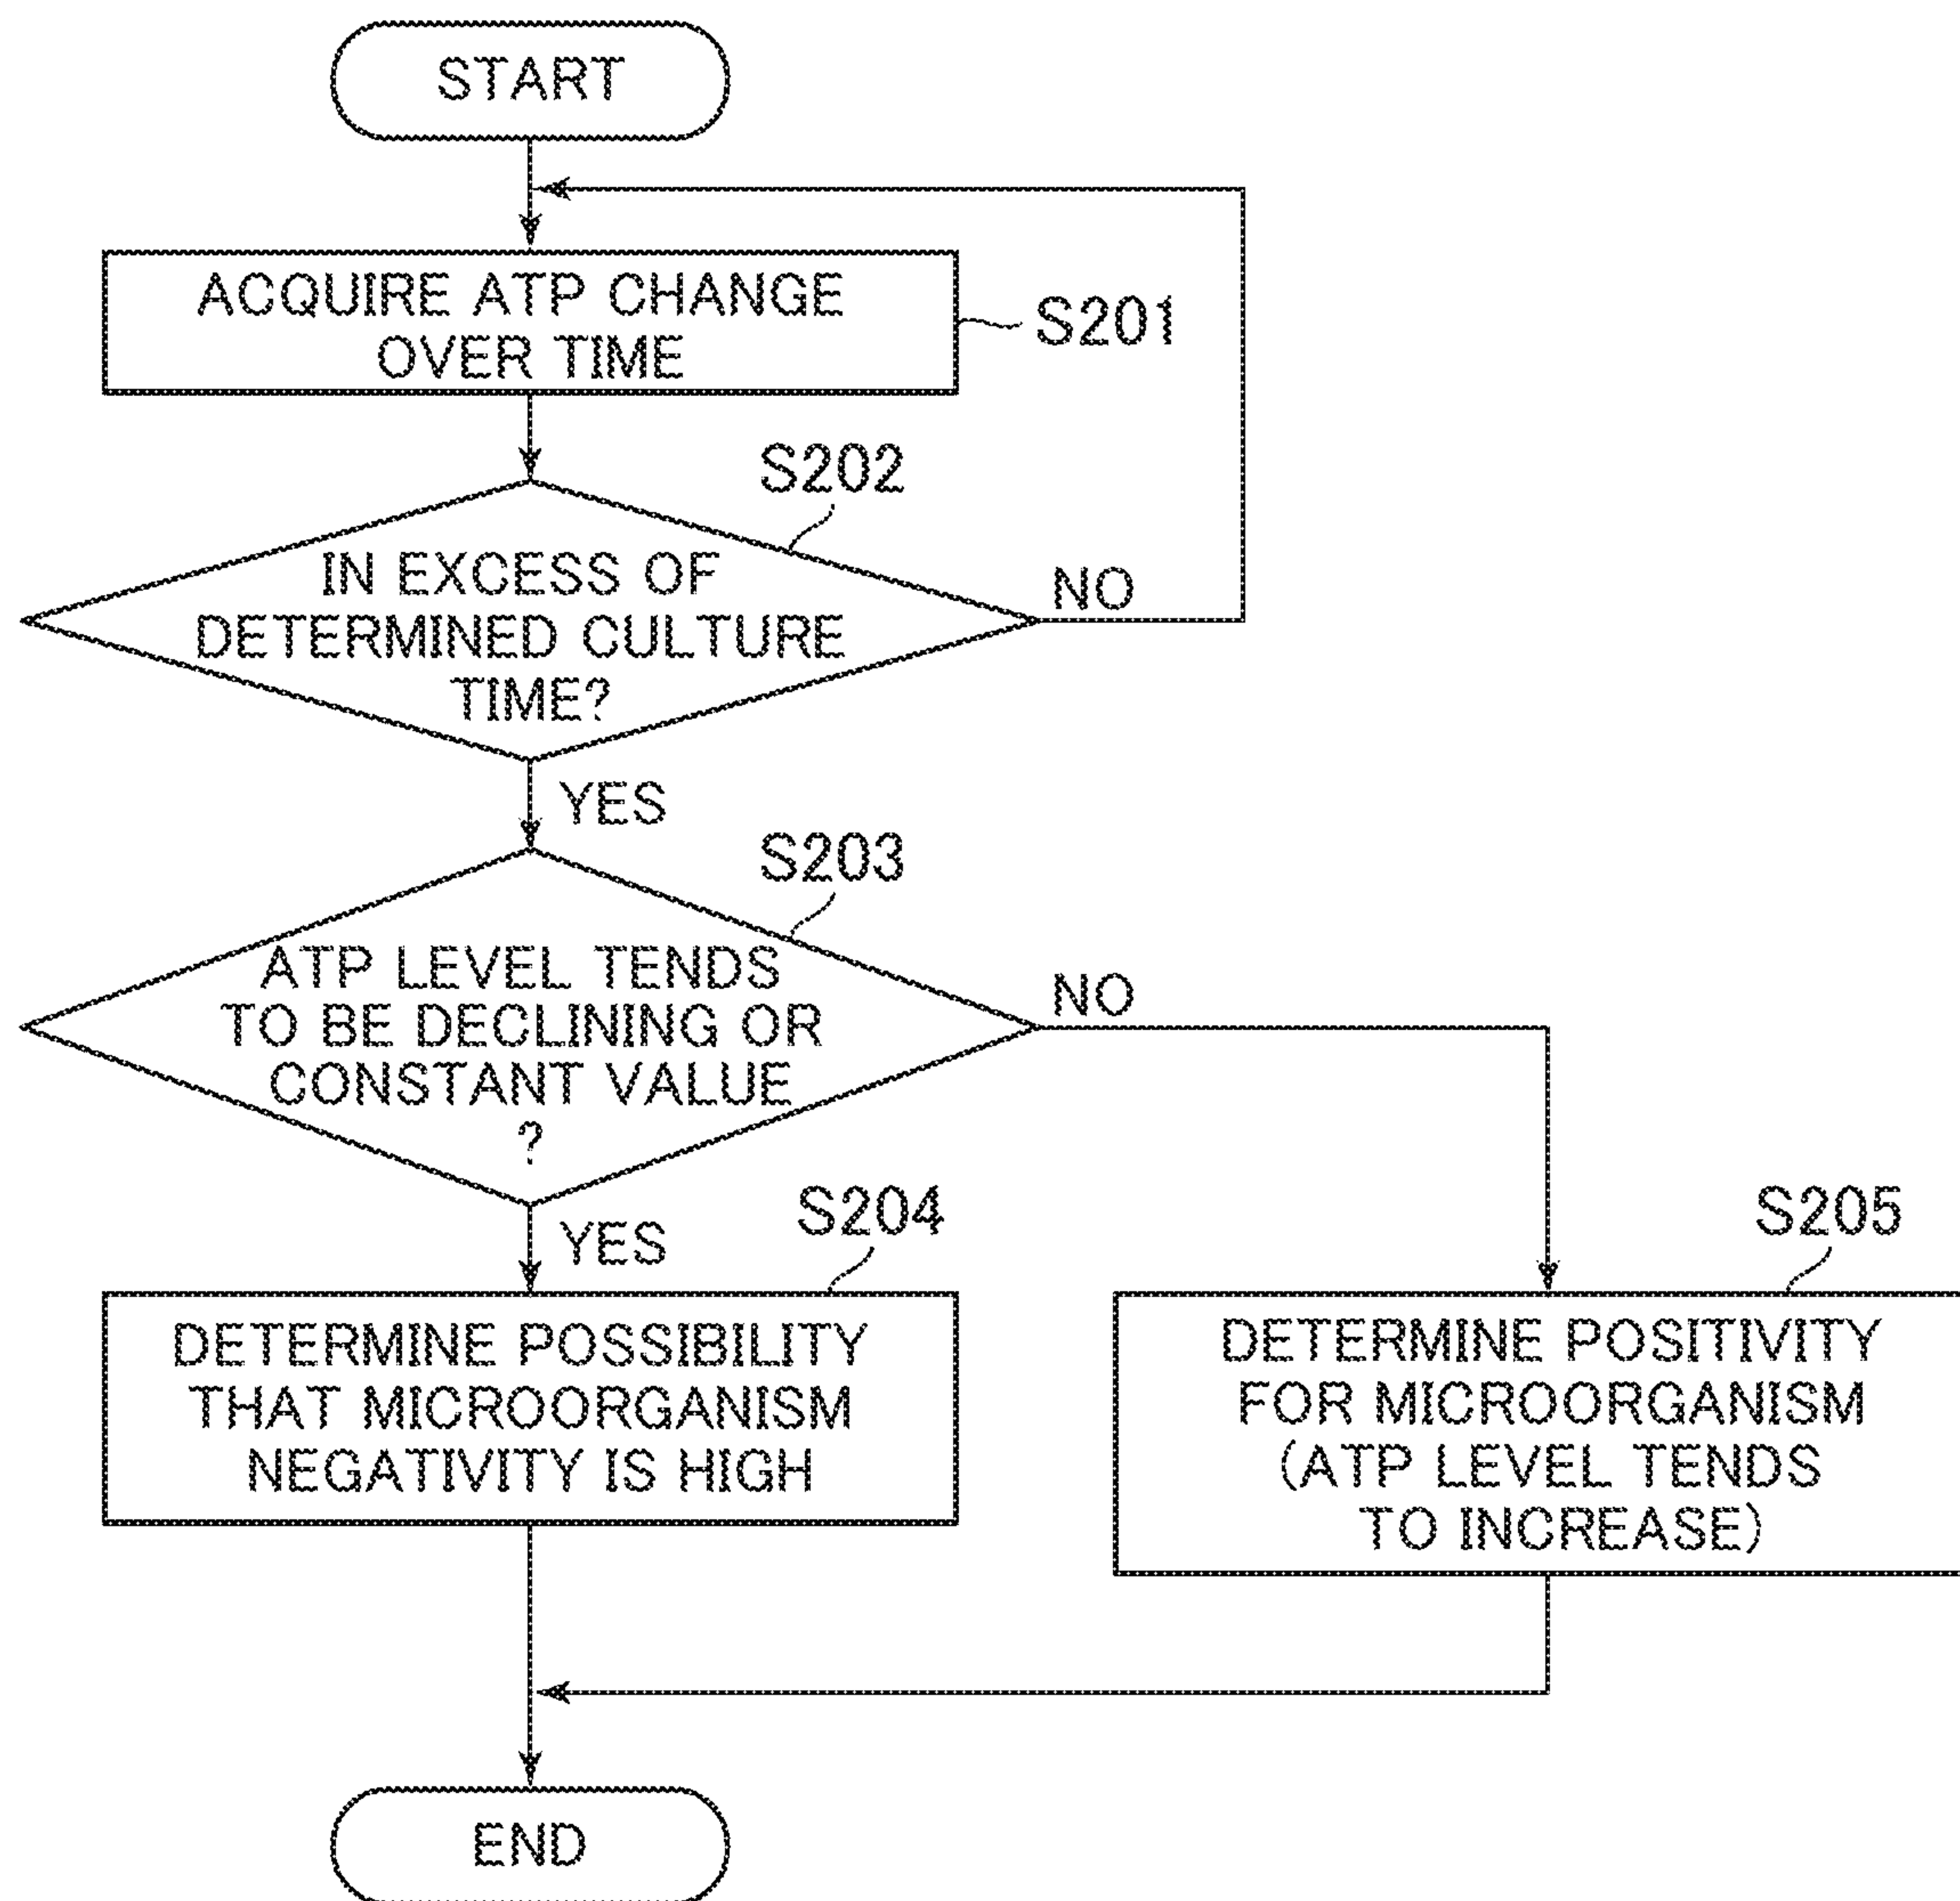 START
ACQUIRE ATP CHANGE
OVER TIME
S201
S202
IN EXCESS OF
DETERMINED CULTURE
TIME?
NO
YES
S203
ATP LEVEL TENDS
TO BE DECLINING OR
CONSTANT VALUE
?
NO
YES
S204
DETERMINE POSSIBILITY
THAT MICROORGANISM
NEGATIVITY IS HIGH
S205
DETERMINE POSITIVITY
FOR MICROORGANISM
(ATP LEVEL TENDS
TO INCREASE)
END